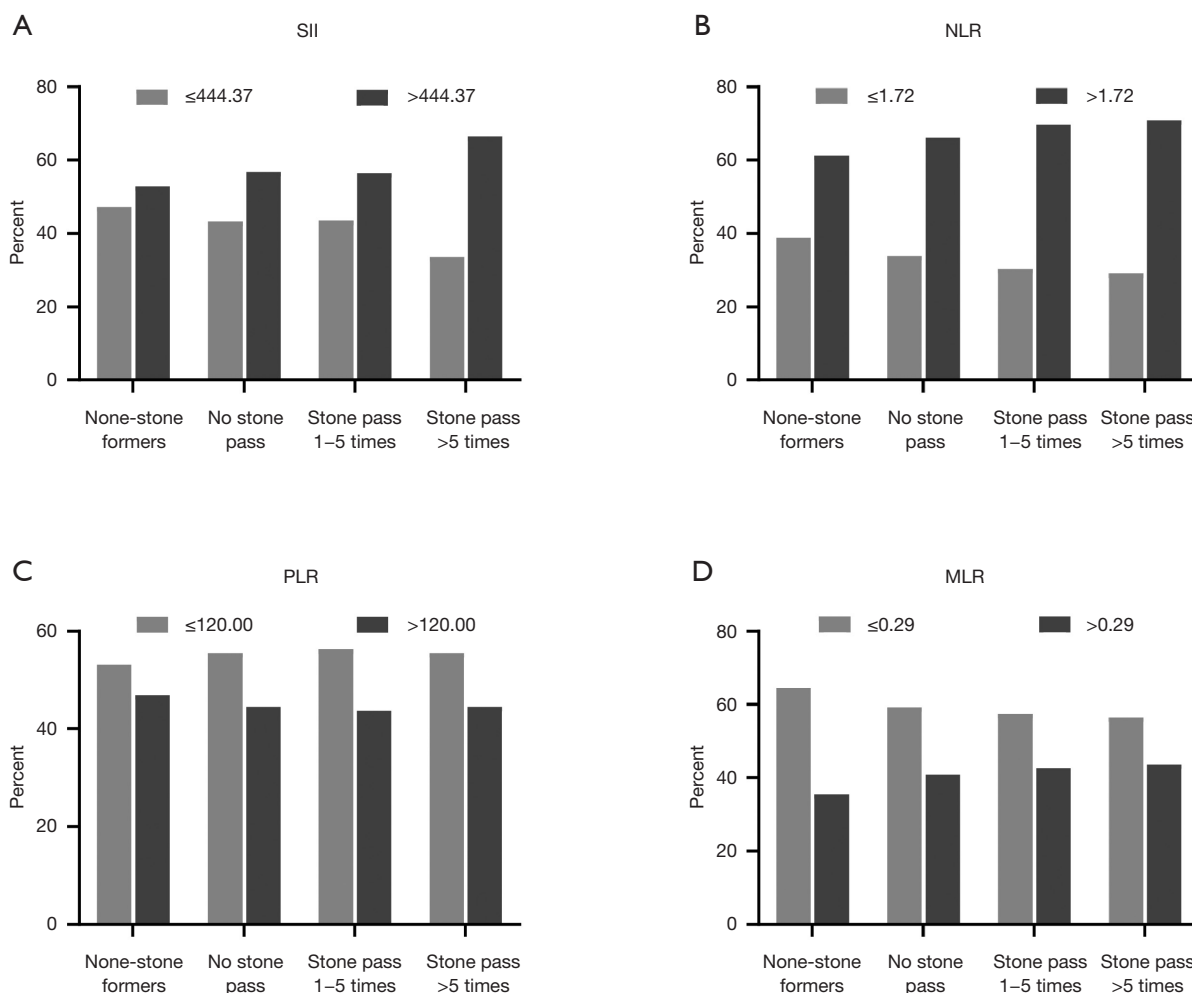 A
SII
80
60
40
20
0
Percent
≤444.37
>444.37
None-stone
formers
No stone
pass
Stone pass
1–5 times
Stone pass
>5 times
B
NLR
80
60
40
20
0
Percent
≤1.72
>1.72
None-stone
formers
No stone
pass
Stone pass
1–5 times
Stone pass
>5 times
C
PLR
60
40
20
0
Percent
≤120.00
>120.00
None-stone
formers
No stone
pass
Stone pass
1–5 times
Stone pass
>5 times
D
MLR
80
60
40
20
0
Percent
≤0.29
>0.29
None-stone
formers
No stone
pass
Stone pass
1–5 times
Stone pass
>5 times